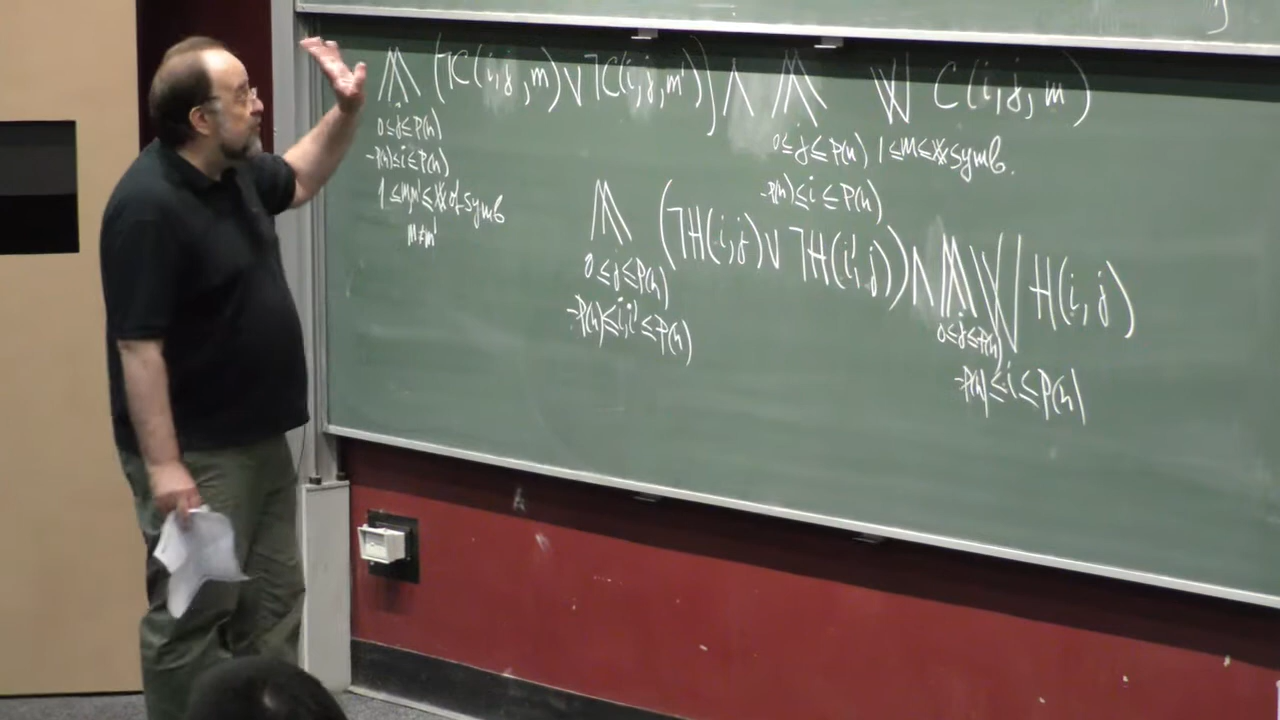 ⋀ (¬C(i,j,m)∨¬C(i,j,m′)]∧ ⋀ ⋁ C(i,j,m)
0≤j≤P(n)
0≤j≤P(n) 1≤m≤# symb.
-P(n)≤i≤P(n)
-P(n)≤i≤P(n)
1≤m,m′≤# of symb
m≠m′
⋀ (¬H(i,j)∨¬H(i′,j))∧⋀⋁H(i,j)
0≤j≤P(n)
0≤j≤P(n)
-P(n)≤i,i′≤P(n)
-P(n)≤i≤P(n)